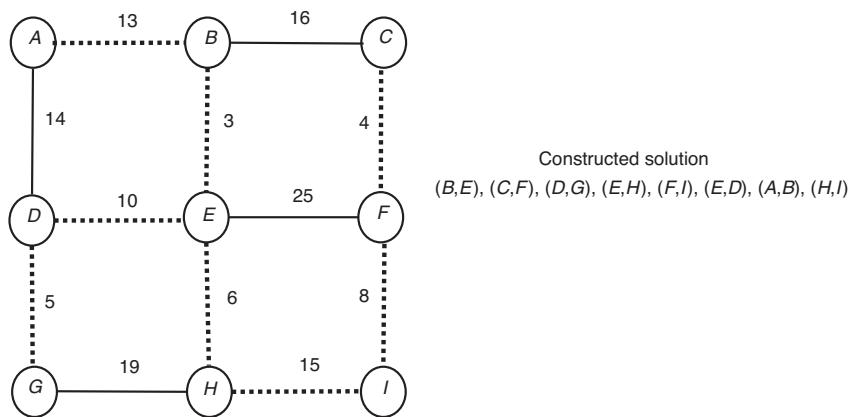 13 16
A B C
14 3 4
Constructed solution
(B,E), (C,F), (D,G), (E,H), (F,I), (E,D), (A,B), (H,I)
10 25
D E F
5 6 8
19 15
G H I